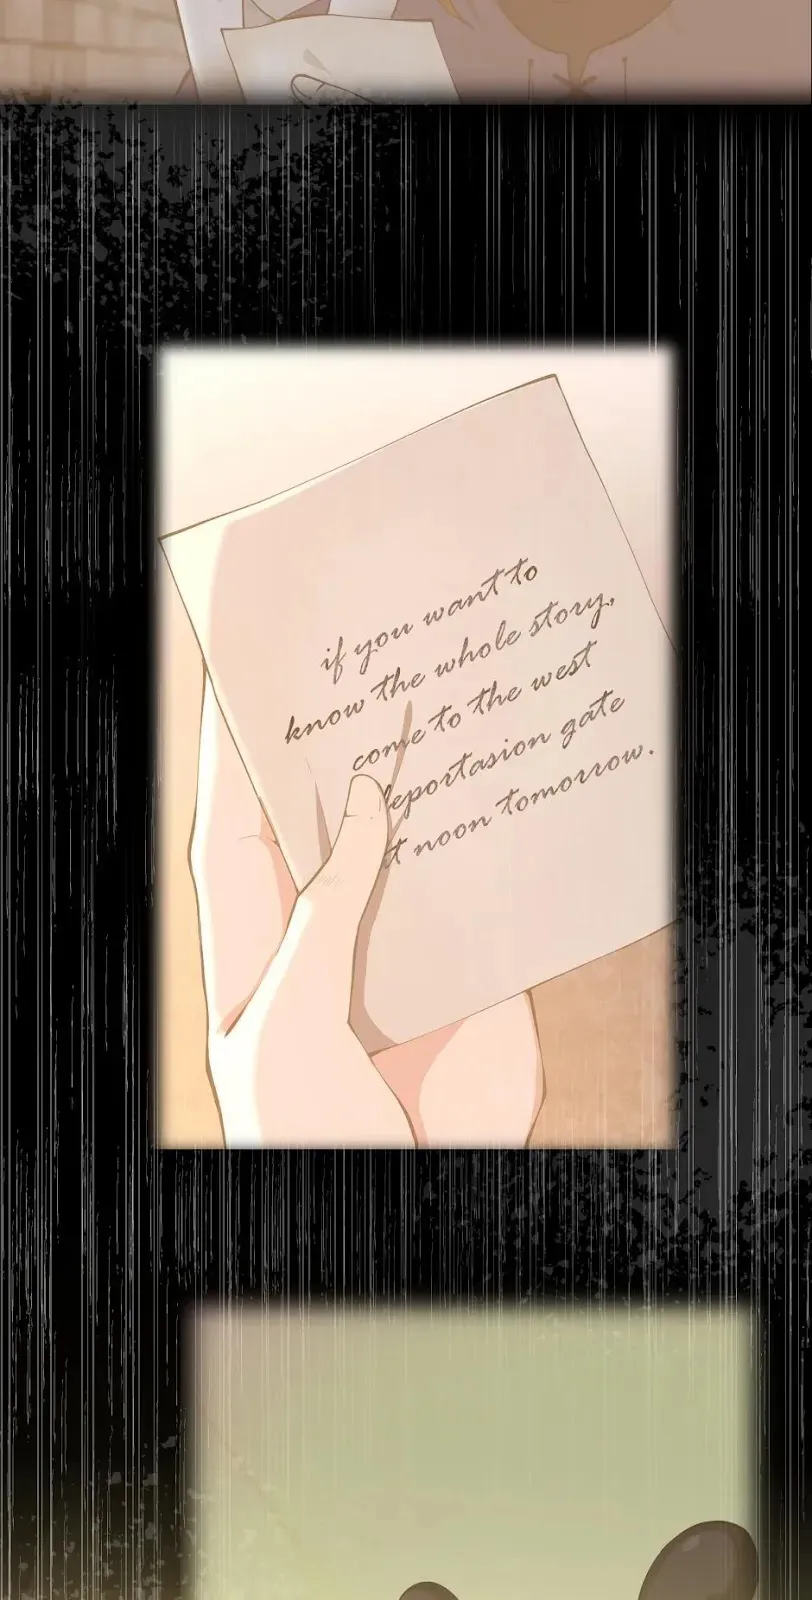 if you want to
know the whole story,
come to the west
eportasion gate
t noon tomorrow.